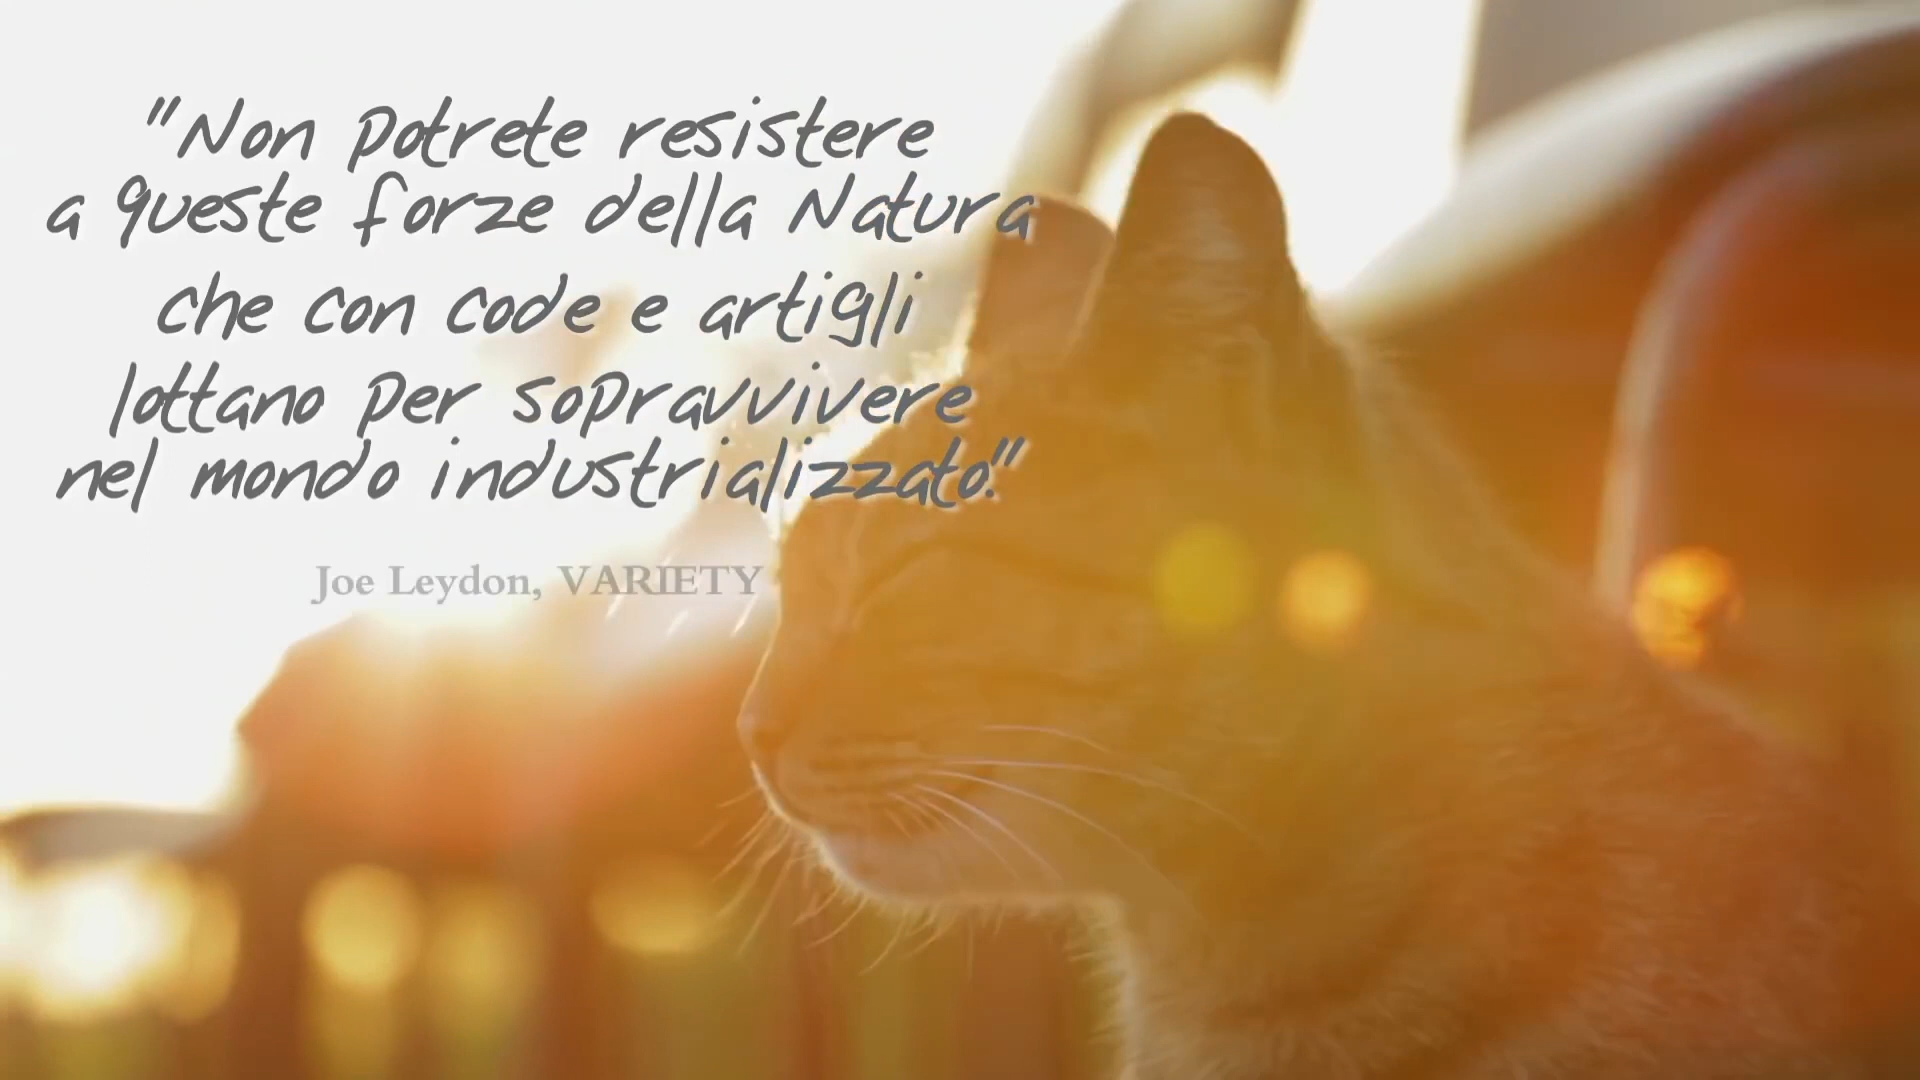 "Non potrete resistere
a queste forze della Natura
che con code e artigli
lottano per sopravvivere
nel mondo industrializzato."
Joe Leydon, VARIETY